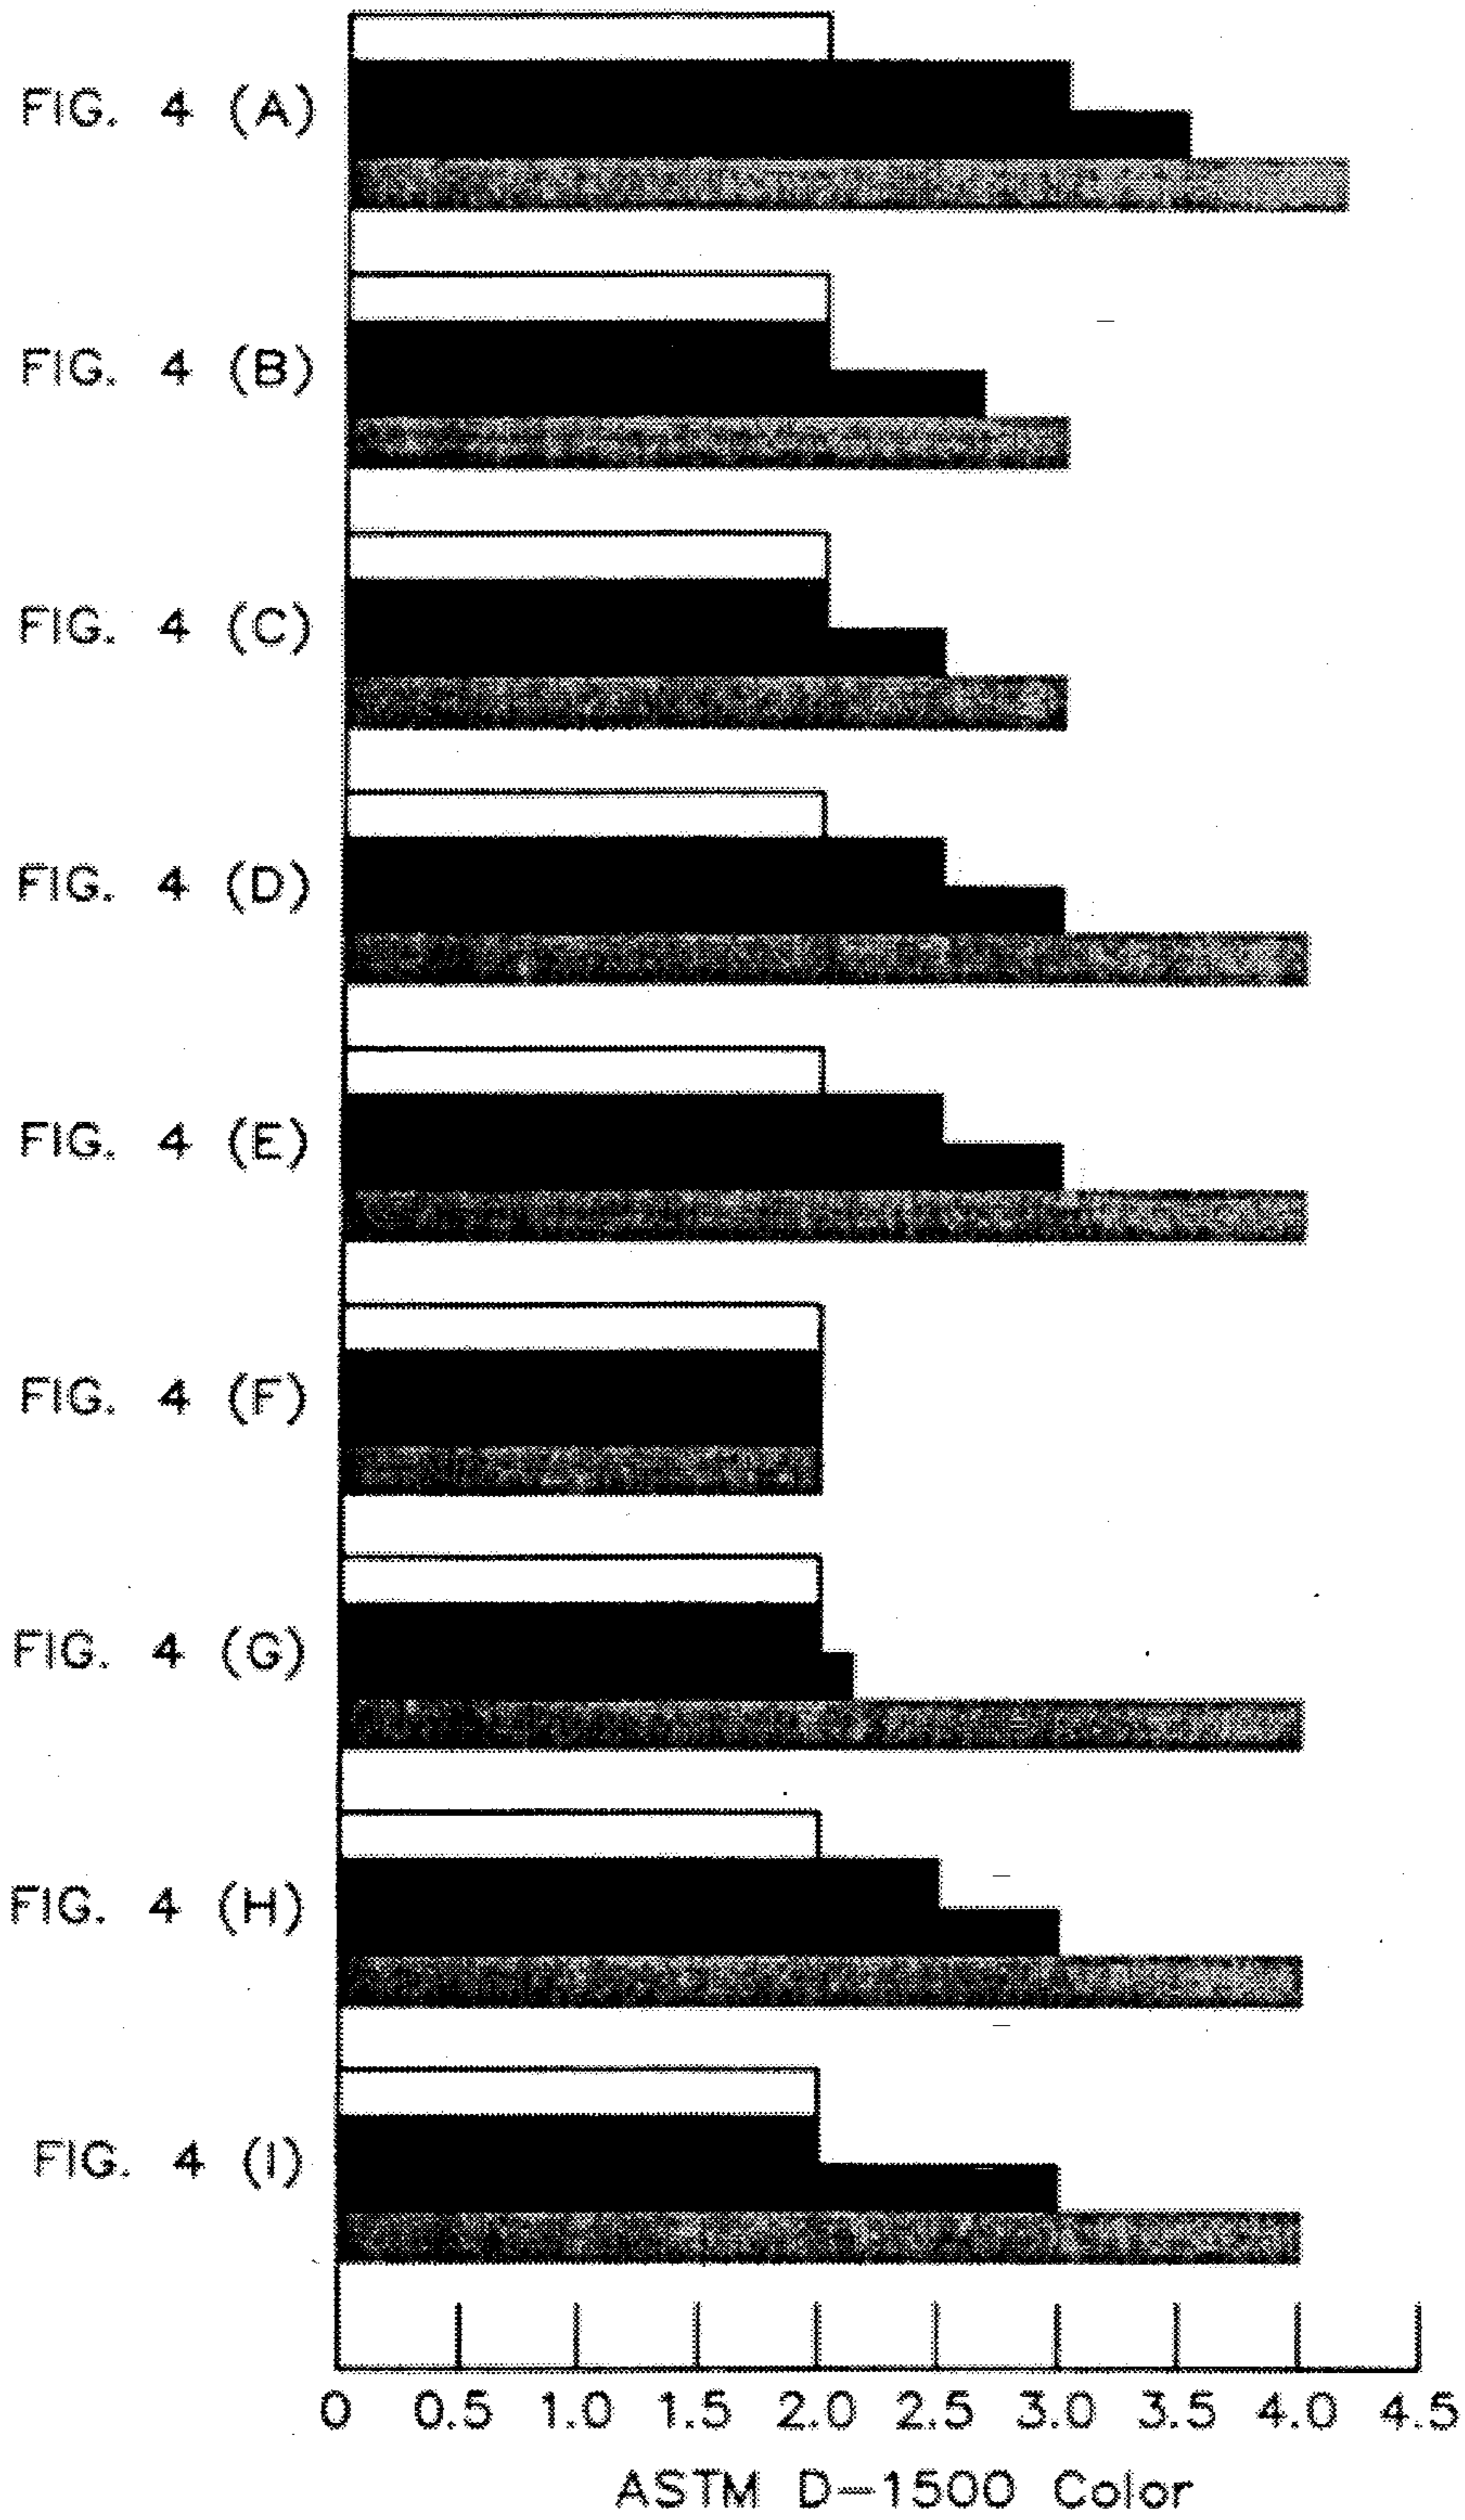 FIG. 4 (A)
FIG. 4 (B)
FIG. 4 (C)
FIG. 4 (D)
FIG. 4 (E)
FIG. 4 (F)
FIG. 4 (G)
FIG. 4 (H)
FIG. 4 (I)
0 0.5 1.0 1.5 2.0 2.5 3.0 3.5 4.0 4.5
ASTM D-1500 Color